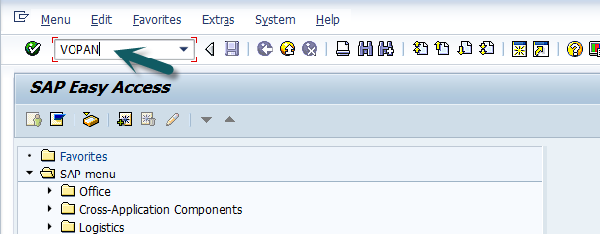 Menu Edit Favorites Extras System Help
VCPAN
SAP Easy Access
Favorites
SAP menu
Office
Cross-Application Components
Logistics